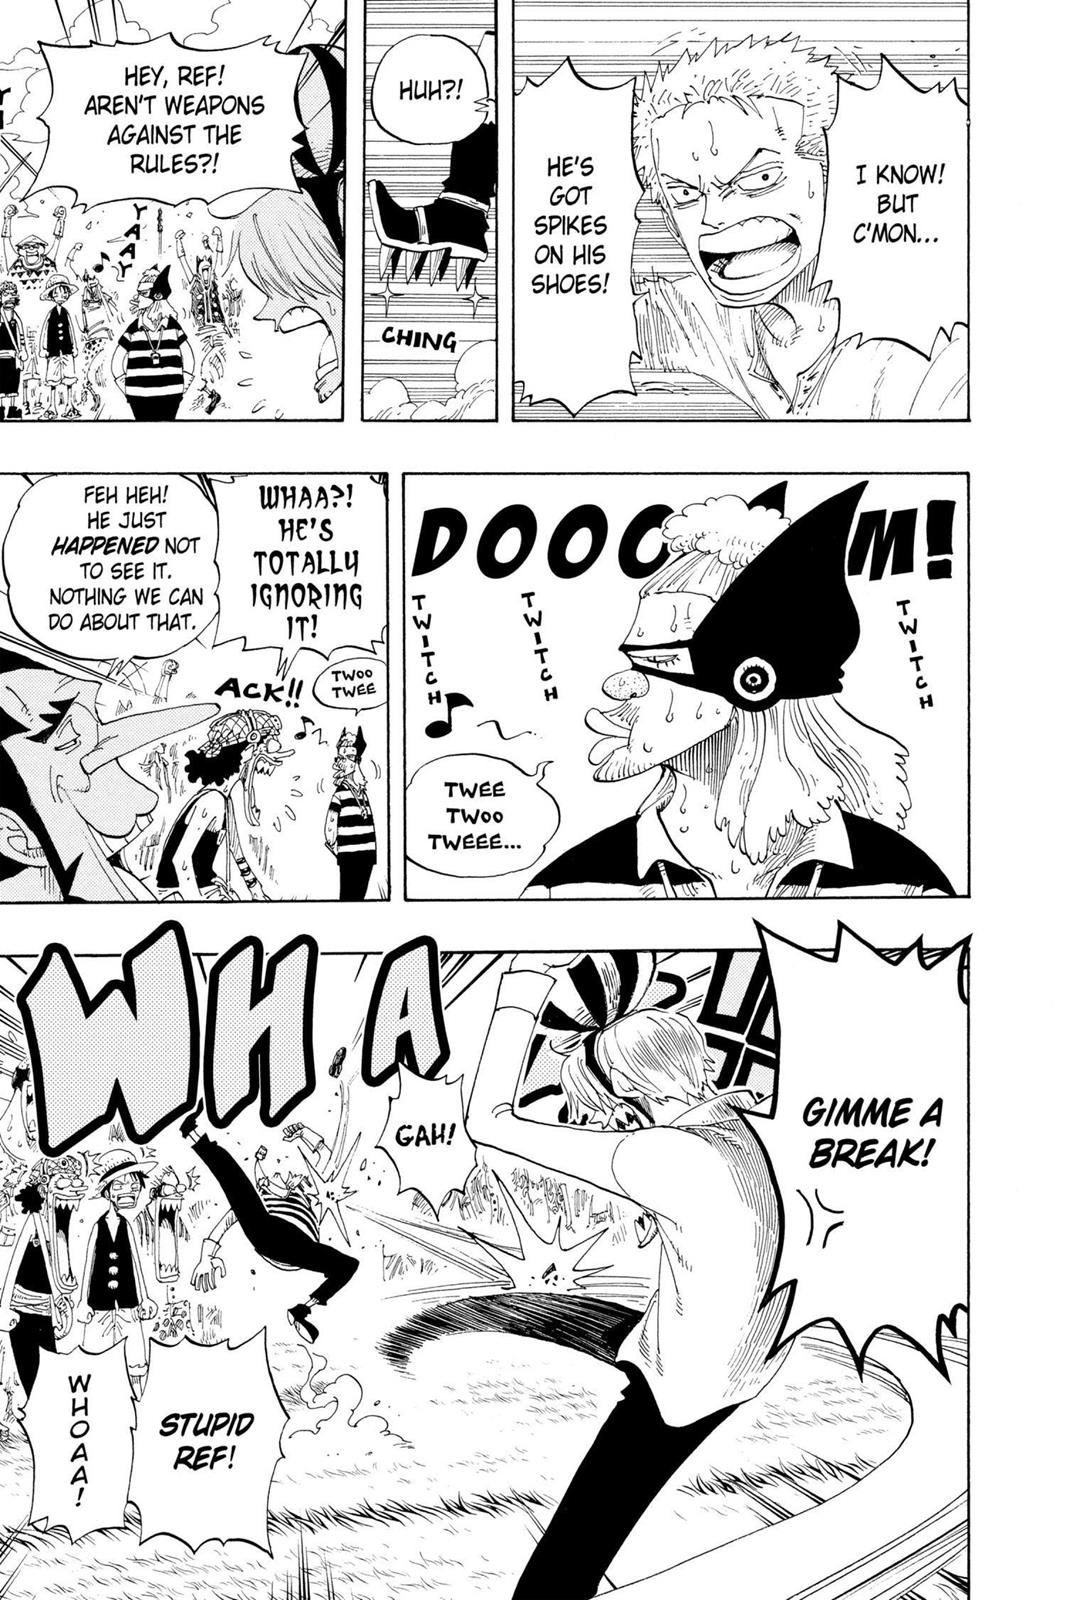 I KNOW!
BUT
C'MON...
HE'S
GOT
SPIKES
ON HIS
SHOES!
HUH?!
CHING
HEY, REF!
AREN'T WEAPONS
AGAINST THE
RULES?!
YAAY
DOOO M!
TWITCH
TWITCH
TWITCH
TWEE
TWOO
TWEEE...
WHAA?!
HE'S
TOTALLY
IGNORING
IT!
TWOO
TWEE
ACK!!
FEH HEH!
HE JUST
HAPPENED NOT
TO SEE IT.
NOTHING WE CAN
DO ABOUT THAT.
GIMME A
BREAK!
WHA
GAH!
STUPID
REF!
WHOAA!